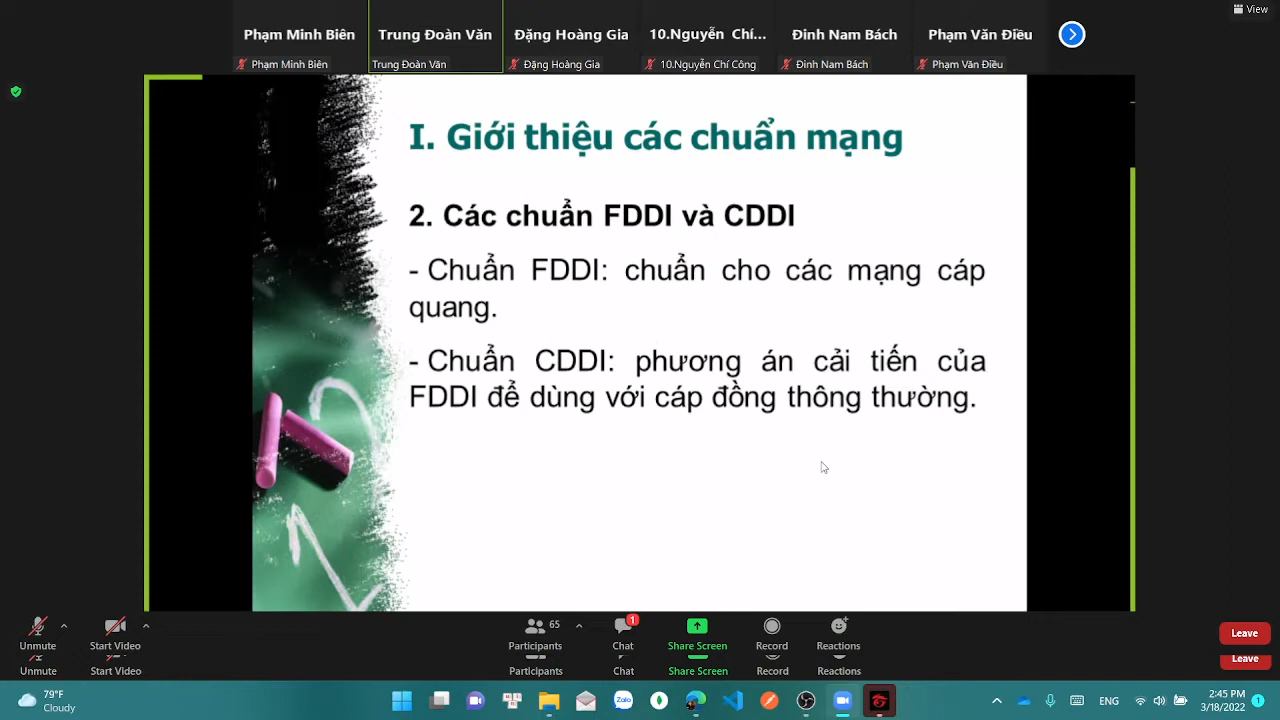 View
Phạm Minh Biên
Trung Đoàn Văn
Đặng Hoàng Gia
10.Nguyễn Chí...
Đinh Nam Bách
Phạm Văn Điều
Phạm Minh Biên
Trung Đoàn Văn
Đặng Hoàng Gia
10.Nguyễn Chí Công
Đinh Nam Bách
Phạm Văn Điều
I. Giới thiệu các chuẩn mạng
2. Các chuẩn FDDI và CDDI
- Chuẩn FDDI: chuẩn cho các mạng cáp
quang.
- Chuẩn CDDI: phương án cải tiến của
FDDI để dùng với cáp đồng thông thường.
65
1
Unmute
Start Video
Participants
Chat
Share Screen
Record
Reactions
Leave
Unmute
Start Video
Participants
Chat
Share Screen
Record
Reactions
Leave
79°F
Cloudy
Zalo
ENG
2:45 PM
3/18/2022
1